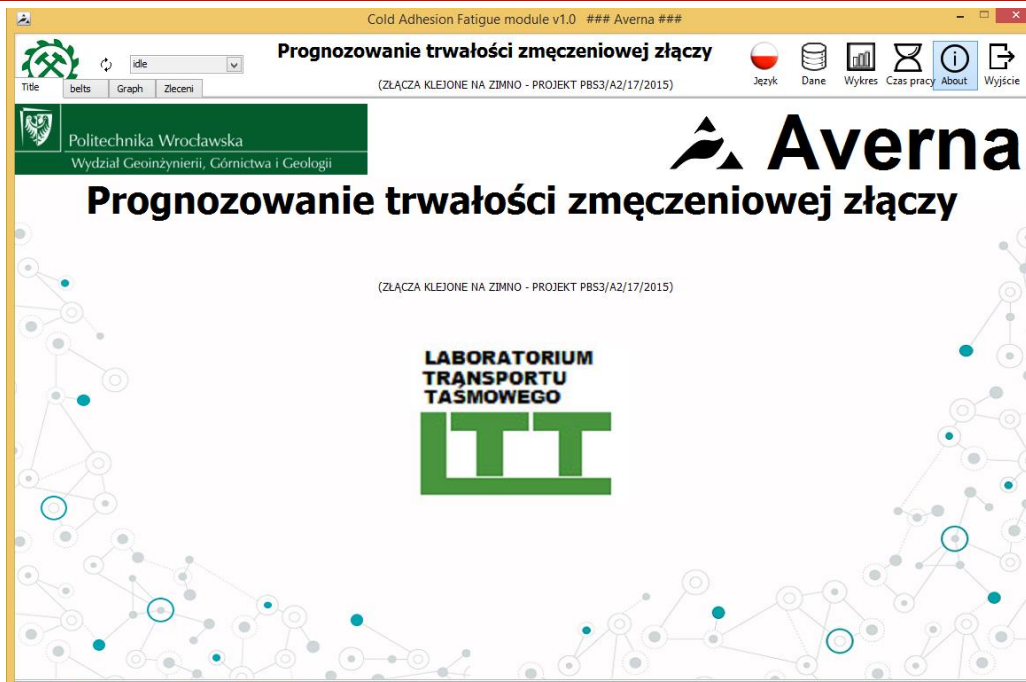 Cold Adhesion Fatigue module v1.0 ### Averna ###
idle
Prognozowanie trwałości zmęczeniowej złączy
(ZŁĄCZA KLEJONE NA ZIMNO - PROJEKT PBS3/A2/17/2015)
Język Dane Wykres Czas pracy About Wyjście
Title belts Graph Zleceni
Politechnika Wrocławska
Wydział Geoinżynierii, Górnictwa i Geologii
Averna
Prognozowanie trwałości zmęczeniowej złączy
(ZŁĄCZA KLEJONE NA ZIMNO - PROJEKT PBS3/A2/17/2015)
LABORATORIUM
TRANSPORTU
TAŚMOWEGO
LTT